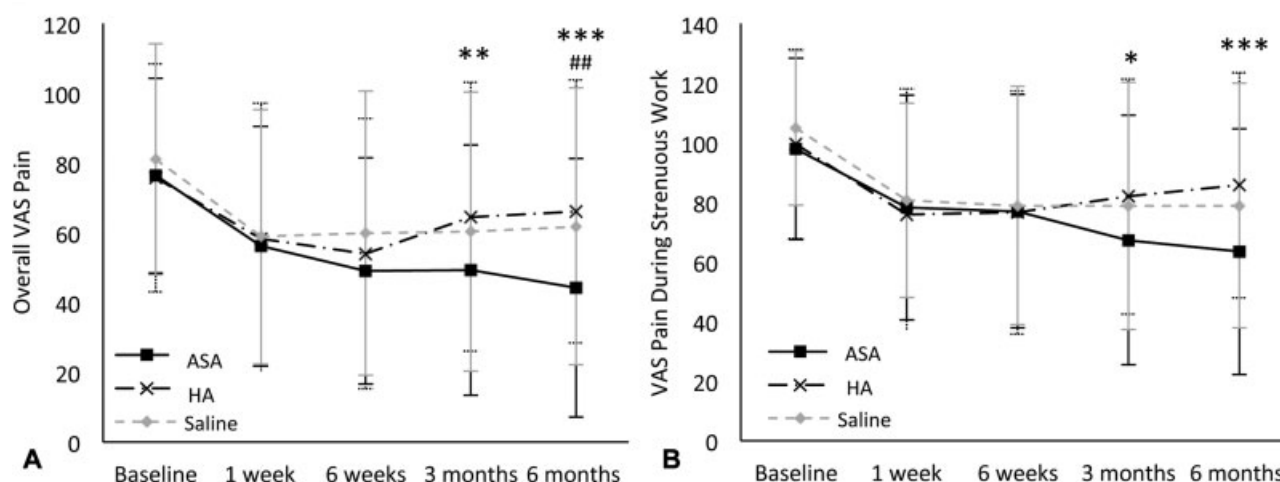 120
100
80
60
40
20
0
Overall VAS Pain
**
***
##
ASA
HA
Saline
A
Baseline 1 week 6 weeks 3 months 6 months
140
120
100
80
60
40
20
0
VAS Pain During Strenuous Work
*
***
ASA
HA
Saline
B
Baseline 1 week 6 weeks 3 months 6 months